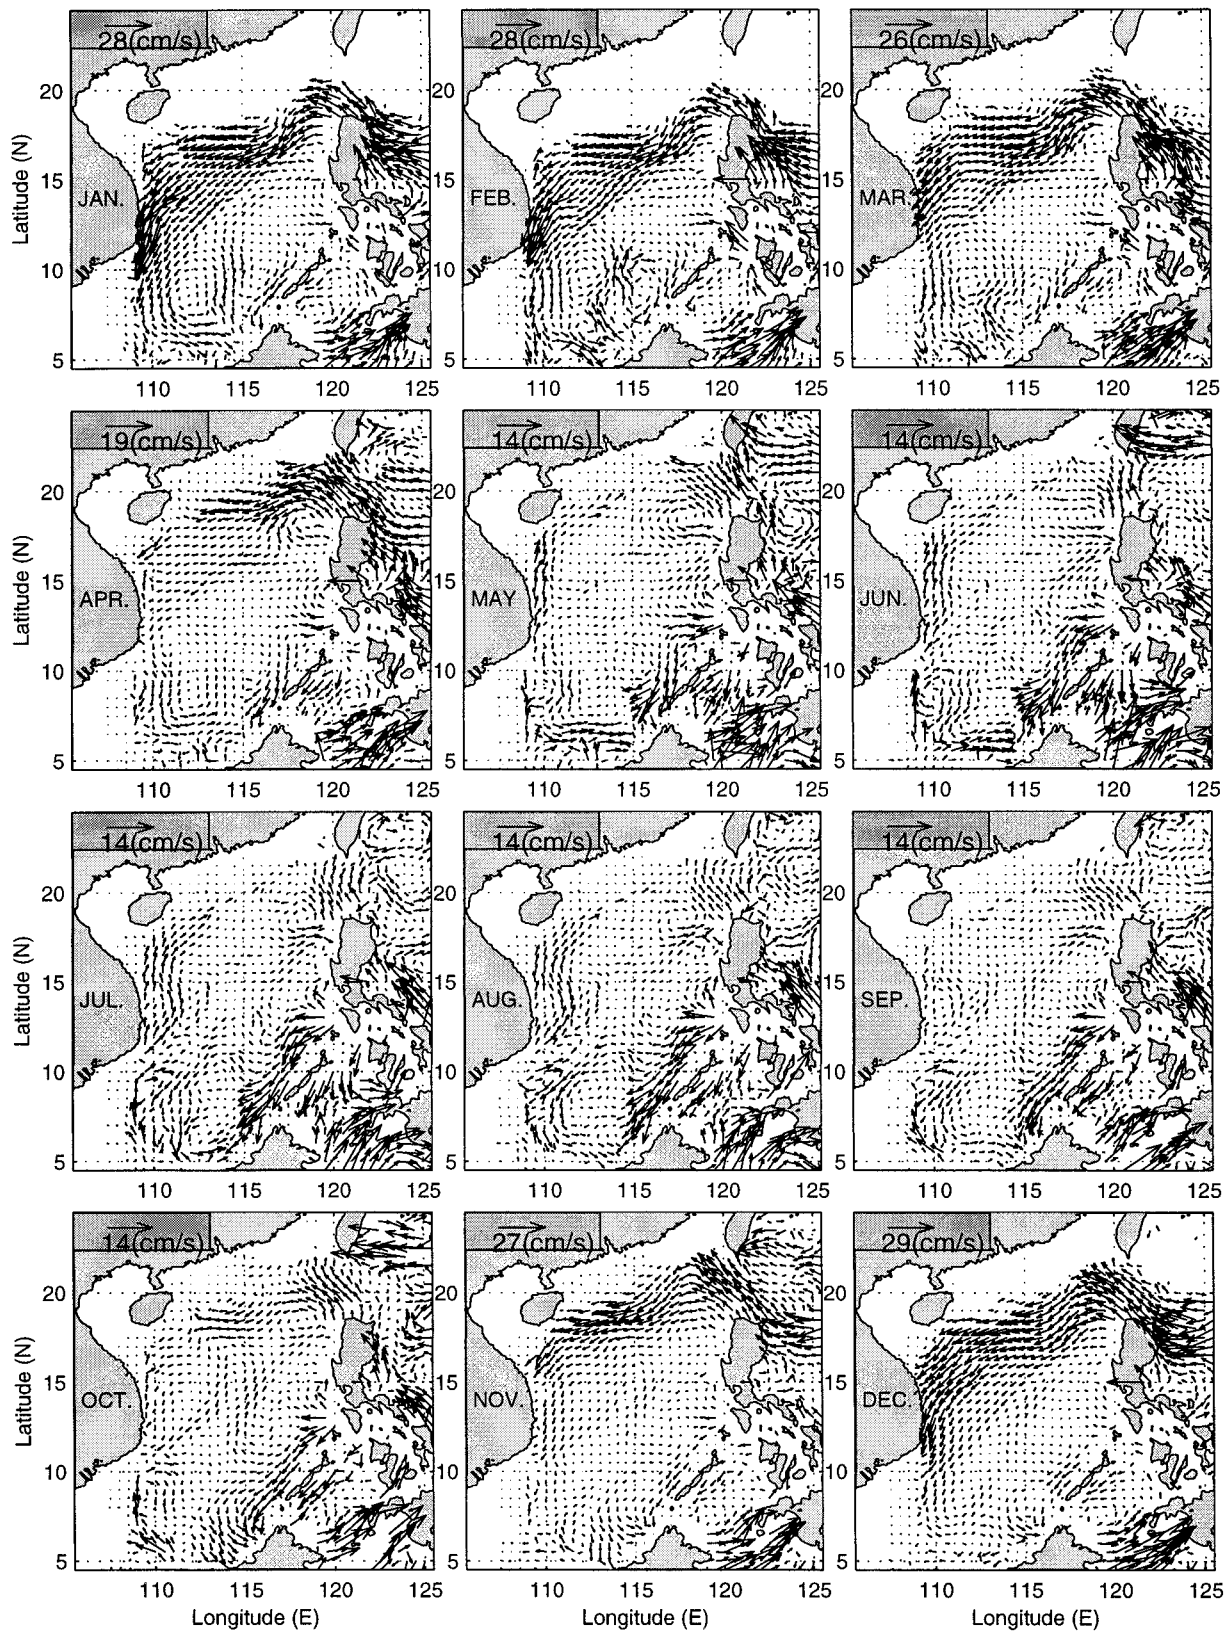 28(cm/s) 28(cm/s) 26(cm/s)
Latitude (N)
20 20 20
15 15 15
JAN. FEB. MAR.
10 10 10
5 5 5
110 115 120 125 110 115 120 125 110 115 120 125
19(cm/s) 14(cm/s) 14(cm/s)
Latitude (N)
20 20 20
15 15 15
APR. MAY JUN.
10 10 10
5 5 5
110 115 120 125 110 115 120 125 110 115 120 125
14(cm/s) 14(cm/s) 14(cm/s)
Latitude (N)
20 20 20
15 15 15
JUL. AUG. SEP.
10 10 10
5 5 5
110 115 120 125 110 115 120 125 110 115 120 125
14(cm/s) 27(cm/s) 29(cm/s)
Latitude (N)
20 20 20
15 15 15
OCT. NOV. DEC.
10 10 10
5 5 5
110 115 120 125 110 115 120 125 110 115 120 125
Longitude (E) Longitude (E) Longitude (E)